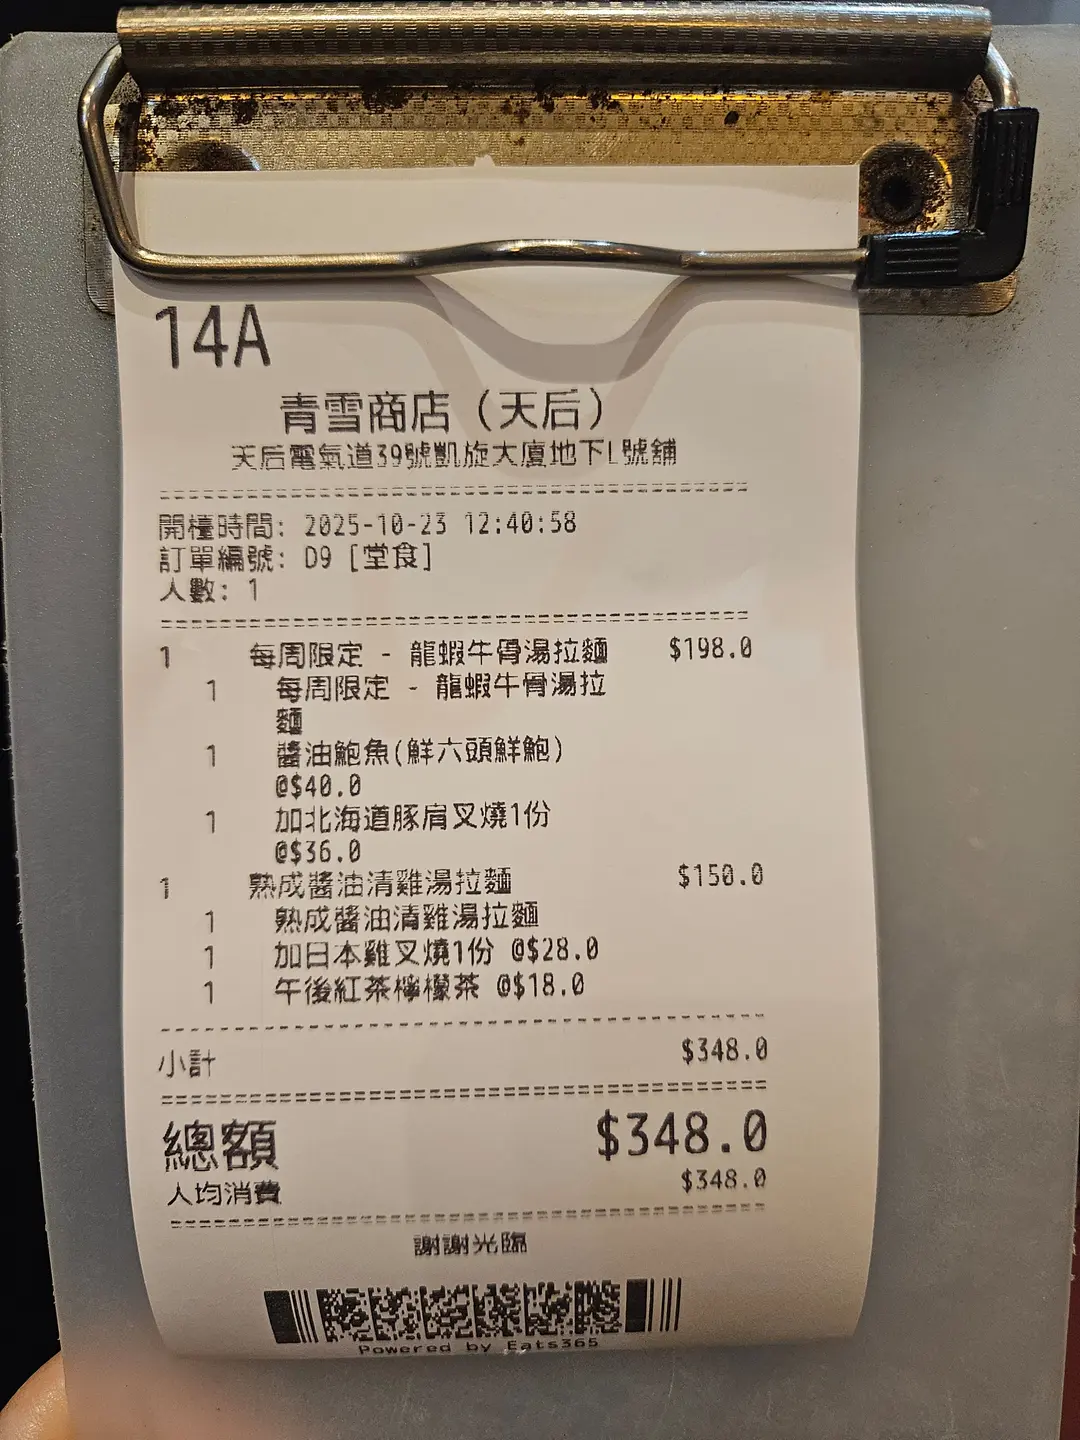 14A
青雪商店（天后）
天后電氣道39號凱旋大廈地下L號舖
開檯時間: 2025-10-23 12:40:58
訂單編號: D9 [堂食]
人數: 1
1 每周限定 - 龍蝦牛骨湯拉麵 $198.0
1 每周限定 - 龍蝦牛骨湯拉
麵
1 醬油鮑魚(鮮六頭鮮鮑)
@$40.0
1 加北海道豚肩叉燒1份
@$36.0
1 熟成醬油清雞湯拉麵 $150.0
1 熟成醬油清雞湯拉麵
1 加日本雞叉燒1份 @$28.0
1 午後紅茶檸檬茶 @$18.0
小計 $348.0
總額 $348.0
人均消費 $348.0
謝謝光臨
Powered by Eats365